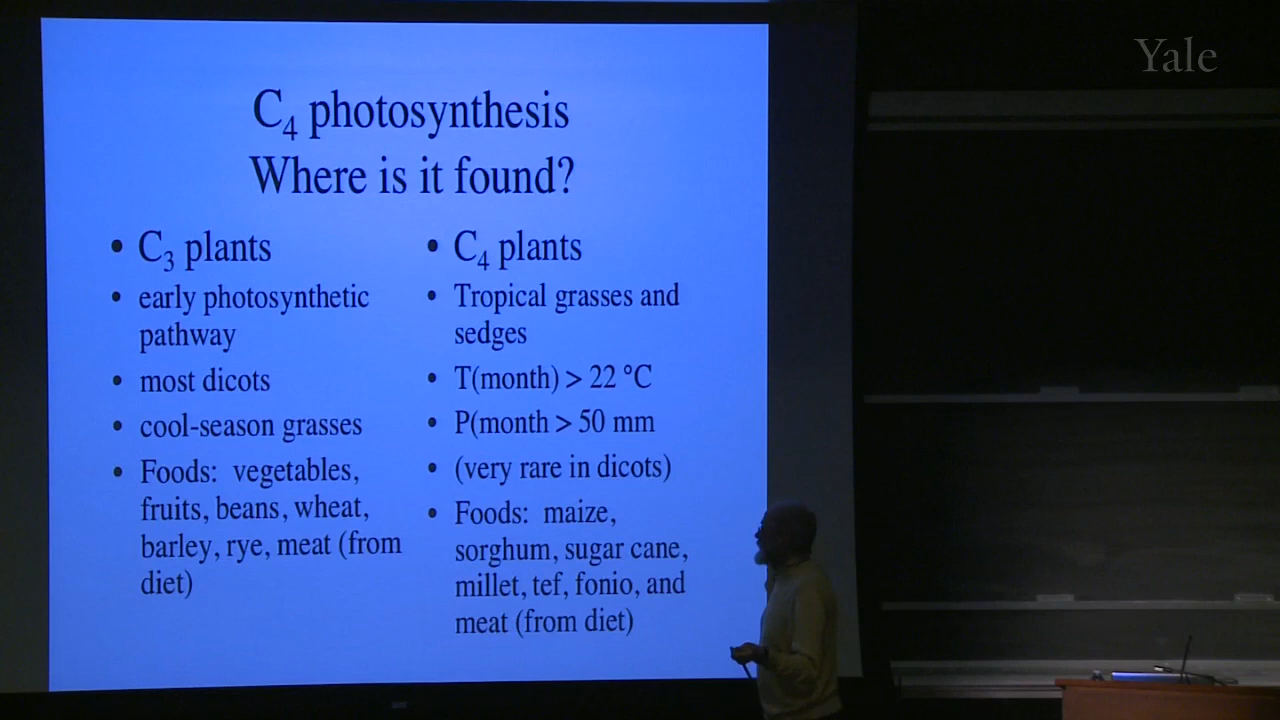 Yale
C₄ photosynthesis
Where is it found?
• C₃ plants
• early photosynthetic
pathway
• most dicots
• cool-season grasses
• Foods: vegetables,
fruits, beans, wheat,
barley, rye, meat (from
diet)
• C₄ plants
• Tropical grasses and
sedges
• T(month) > 22 °C
• P(month > 50 mm
• (very rare in dicots)
• Foods: maize,
sorghum, sugar cane,
millet, tef, fonio, and
meat (from diet)